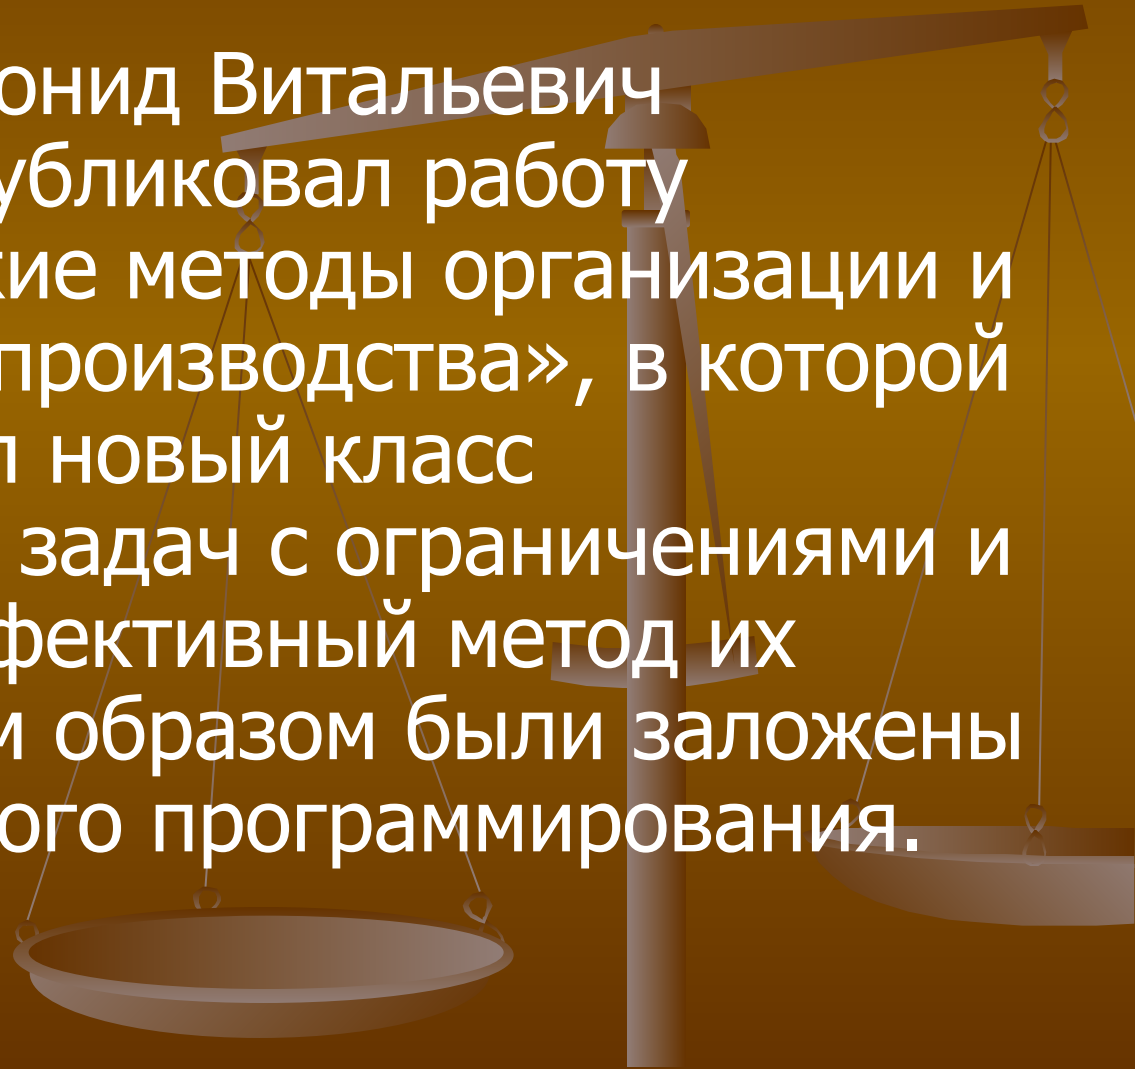 онид Витальевич
убликовал работу
кие методы организации и
производства», в которой
л новый класс
задач с ограничениями и
фективный метод их
м образом были заложены
ого программирования.